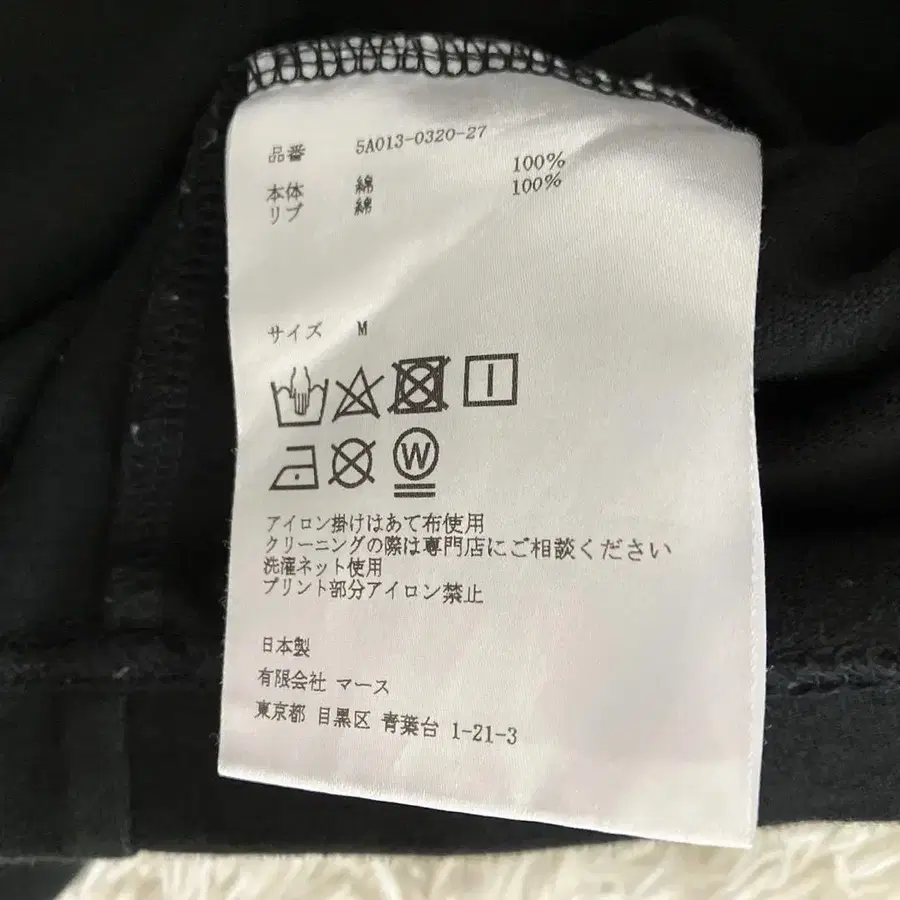 品番 5A013-0320-27
本体 綿 100%
リブ 綿 100%
サイズ M
W
アイロン掛けはあて布使用
クリーニングの際は専門店にご相談ください
洗濯ネット使用
プリント部分アイロン禁止
日本製
有限会社 マース
東京都 目黒区 青葉台 1-21-3